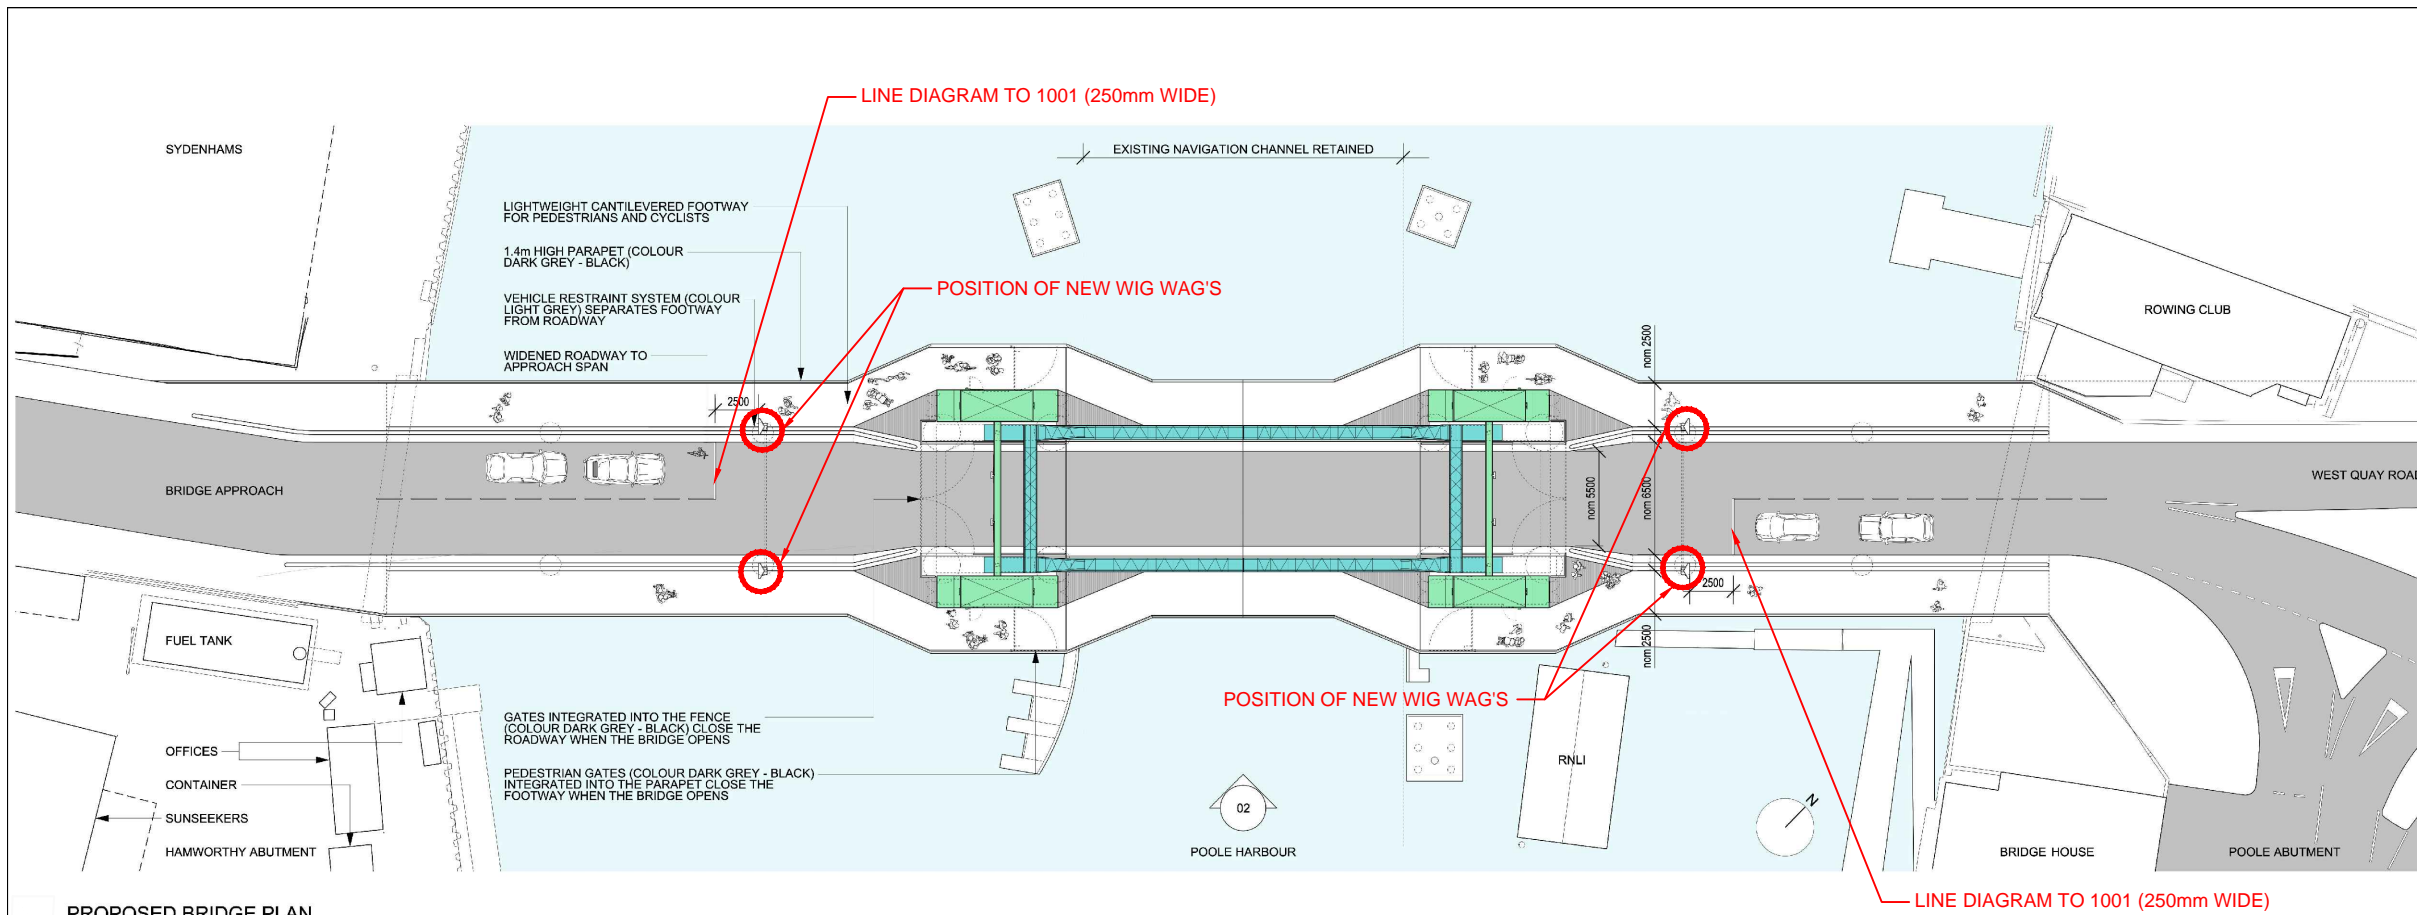 LINE DIAGRAM TO 1001 (250mm WIDE)
SYDENHAMS
EXISTING NAVIGATION CHANNEL RETAINED
LIGHTWEIGHT CANTILEVERED FOOTWAY
FOR PEDESTRIANS AND CYCLISTS
1.4m HIGH PARAPET (COLOUR
DARK GREY - BLACK)
POSITION OF NEW WIG WAG'S
VEHICLE RESTRAINT SYSTEM (COLOUR
LIGHT GREY) SEPARATES FOOTWAY
FROM ROADWAY
ROWING CLUB
WIDENED ROADWAY TO
APPROACH SPAN
nom 2500
2500
BRIDGE APPROACH
WEST QUAY ROAD
nom 5500
nom 6500
2500
FUEL TANK
nom 2500
POSITION OF NEW WIG WAG'S
GATES INTEGRATED INTO THE FENCE
(COLOUR DARK GREY - BLACK) CLOSE THE
ROADWAY WHEN THE BRIDGE OPENS
OFFICES
RNLI
PEDESTRIAN GATES (COLOUR DARK GREY - BLACK)
INTEGRATED INTO THE PARAPET CLOSE THE
FOOTWAY WHEN THE BRIDGE OPENS
CONTAINER
N
02
SUNSEEKERS
HAMWORTHY ABUTMENT
POOLE HARBOUR
BRIDGE HOUSE
POOLE ABUTMENT
LINE DIAGRAM TO 1001 (250mm WIDE)
PROPOSED BRIDGE PLAN